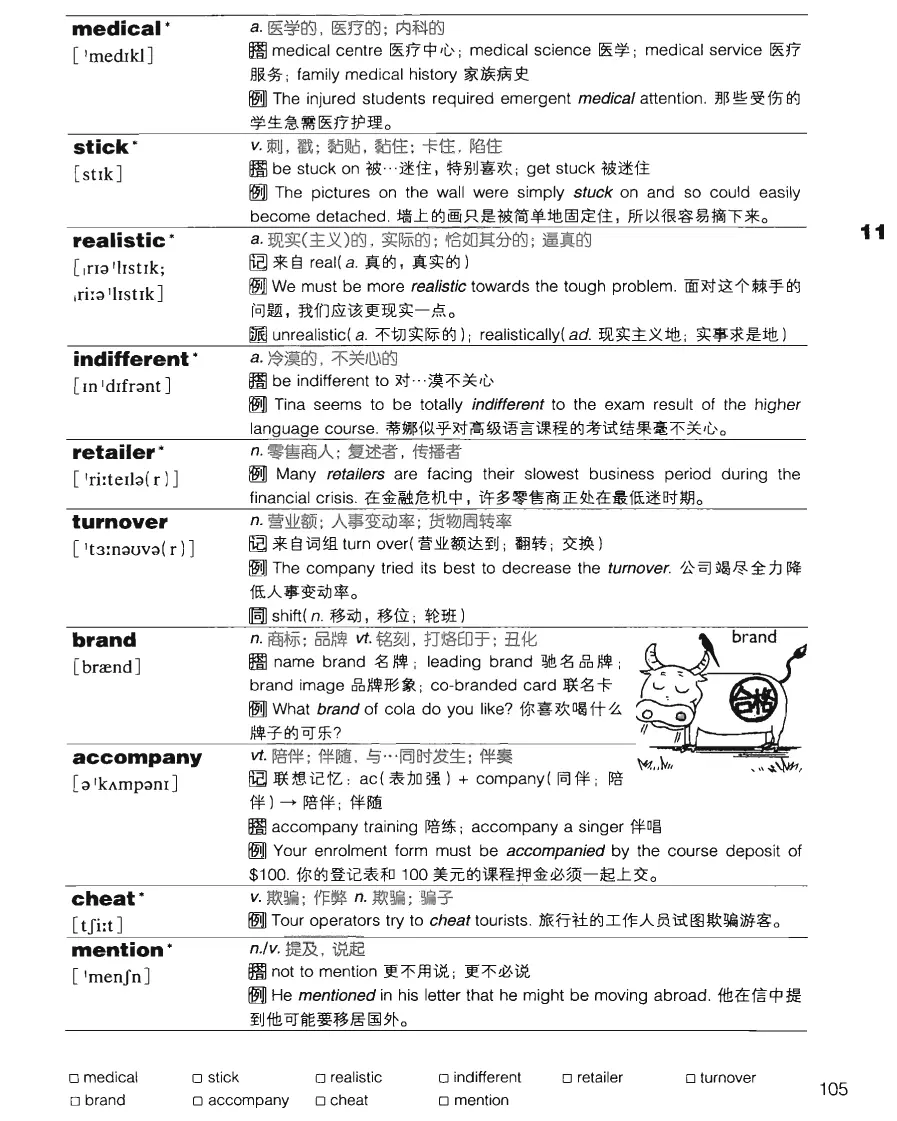 medical* a. 医学的，医疗的；内科的
[ˈmedɪkl] 搭 medical centre 医疗中心；medical science 医学；medical service 医疗
服务；family medical history 家族病史
例 The injured students required emergent medical attention. 那些受伤的
学生急需医疗护理。
stick* v. 刺，戳；黏贴，黏住；卡住，陷住
[stɪk] 搭 be stuck on 被…迷住，特别喜欢；get stuck 被迷住
例 The pictures on the wall were simply stuck on and so could easily
become detached. 墙上的画只是被简单地固定住，所以很容易摘下来。
realistic* a. 现实(主义)的，实际的；恰如其分的；逼真的
11
[ˌrɪəˈlɪstɪk; 记 来自 real(a. 真的，真实的)
ˌriːəˈlɪstɪk] 例 We must be more realistic towards the tough problem. 面对这个棘手的
问题，我们应该更现实一点。
派 unrealistic(a. 不切实际的)；realistically(ad. 现实主义地；实事求是地)
indifferent* a. 冷漠的，不关心的
[ɪnˈdɪfrənt] 搭 be indifferent to 对…漠不关心
例 Tina seems to be totally indifferent to the exam result of the higher
language course. 蒂娜似乎对高级语言课程的考试结果毫不关心。
retailer* n. 零售商人；复述者，传播者
[ˈriːteɪlə(r)] 例 Many retailers are facing their slowest business period during the
financial crisis. 在金融危机中，许多零售商正处在最低迷时期。
turnover n. 营业额；人事变动率；货物周转率
[ˈtɜːnəʊvə(r)] 记 来自词组 turn over(营业额达到；翻转；交换)
例 The company tried its best to decrease the turnover. 公司竭尽全力降
低人事变动率。
同 shift(n. 移动，移位；轮班)
brand n. 商标；品牌 vt. 铭刻，打烙印于；丑化
brand
[brænd] 搭 name brand 名牌；leading brand 驰名品牌；
brand image 品牌形象；co-branded card 联名卡
合格
例 What brand of cola do you like? 你喜欢喝什么
牌子的可乐?
accompany vt. 陪伴；伴随，与…同时发生；伴奏
[əˈkʌmpənɪ] 记 联想记忆：ac(表加强) + company(同伴；陪
伴) → 陪伴；伴随
搭 accompany training 陪练；accompany a singer 伴唱
例 Your enrolment form must be accompanied by the course deposit of
$100. 你的登记表和 100 美元的课程押金必须一起上交。
cheat* v. 欺骗；作弊 n. 欺骗；骗子
[tʃiːt] 例 Tour operators try to cheat tourists. 旅行社的工作人员试图欺骗游客。
mention* n./v. 提及，说起
[ˈmenʃn] 搭 not to mention 更不用说；更不必说
例 He mentioned in his letter that he might be moving abroad. 他在信中提
到他可能要移居国外。
□ medical □ stick □ realistic □ indifferent □ retailer □ turnover
□ brand □ accompany □ cheat □ mention
105